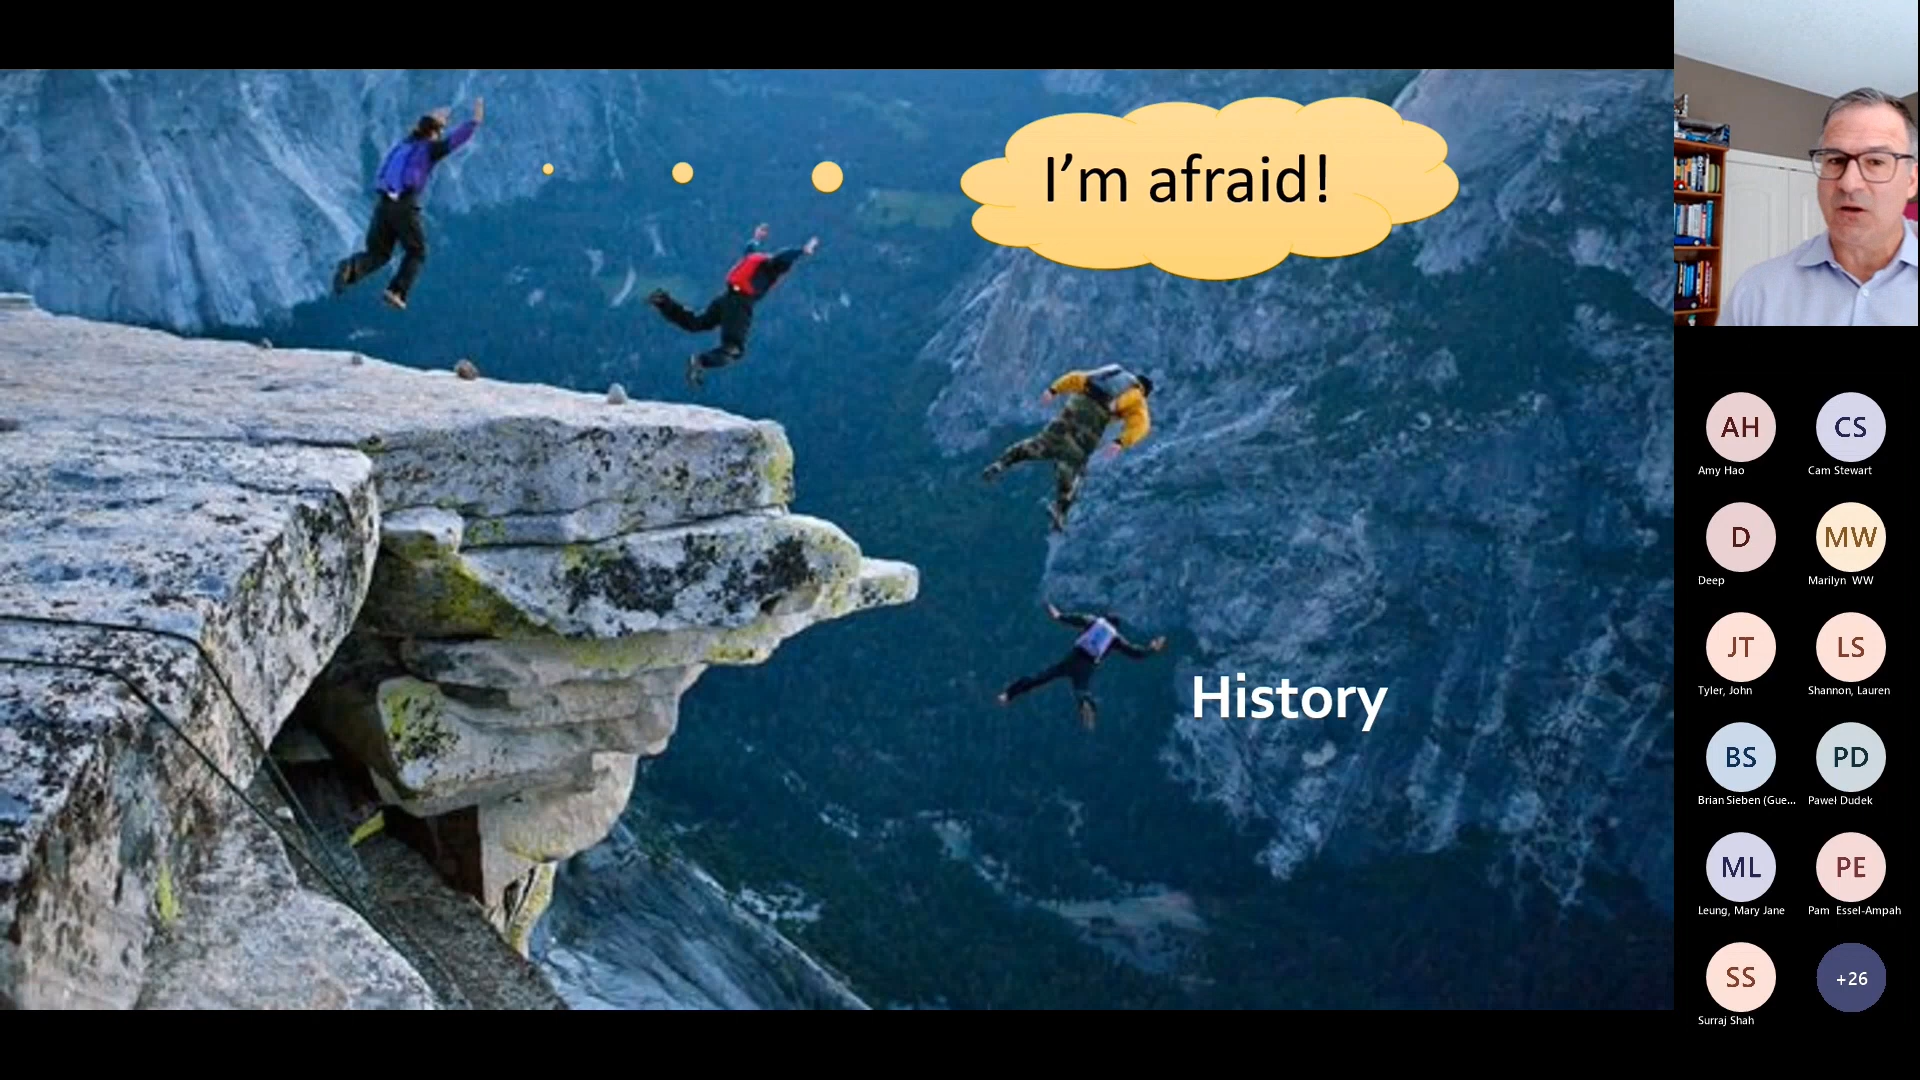 I'm afraid!
History
AH
Amy Hao
CS
Cam Stewart
D
Deep
MW
Marilyn WW
JT
Tyler, John
LS
Shannon, Lauren
BS
Brian Sieben (Gue...
PD
Paweł Dudek
ML
Leung, Mary Jane
PE
Pam Essel-Ampah
SS
Surraj Shah
+26